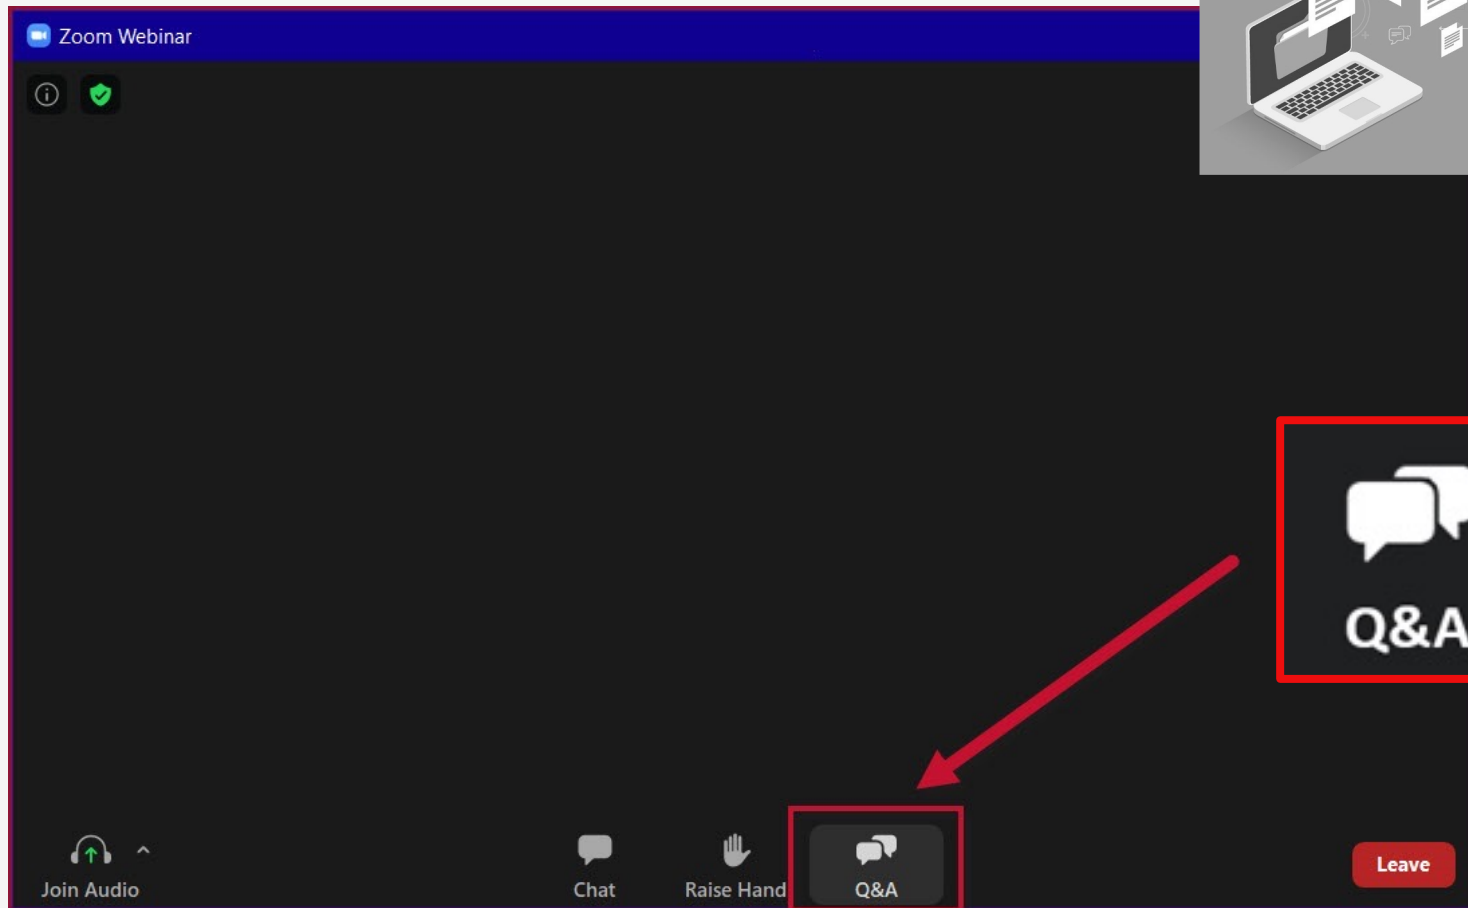 Zoom Webinar
Q&A
Join Audio
Chat
Raise Hand
Q&A
Leave